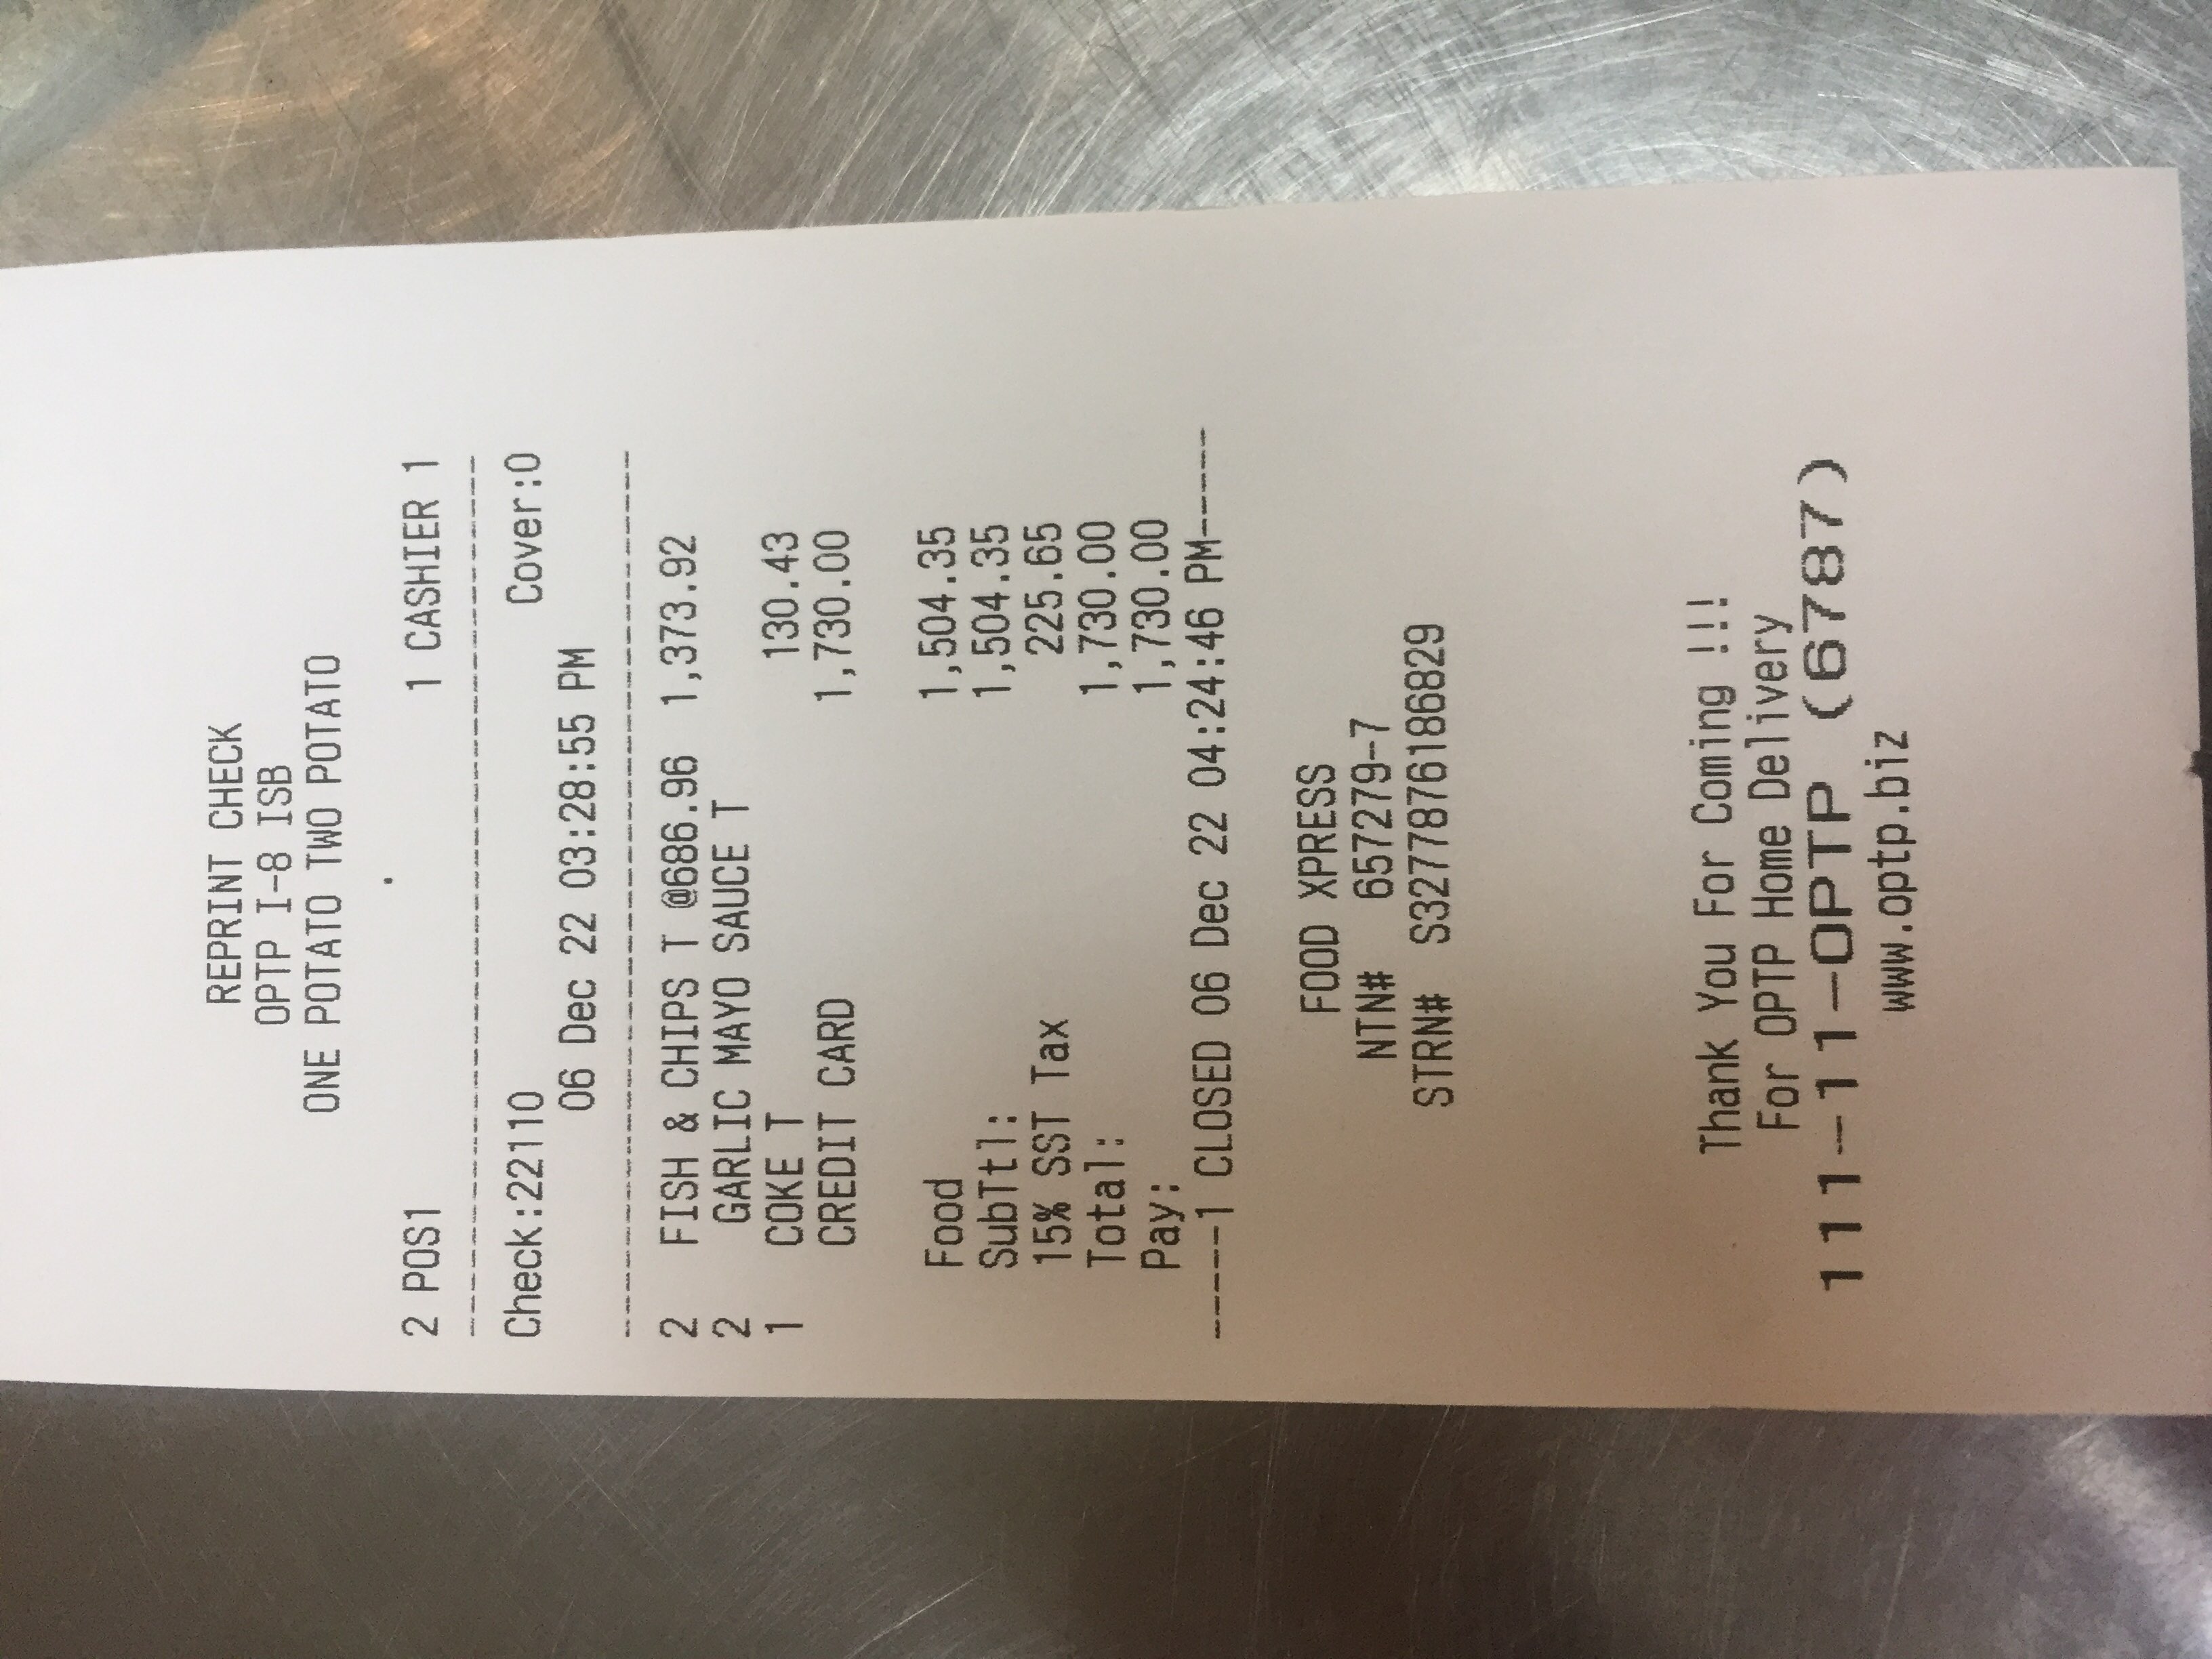 REPRINT CHECK
OPTP I-8 ISB
ONE POTATO TWO POTATO
.
2 POS1 1 CASHIER 1
----------------------------------------
Check:22110 Cover:0
06 Dec 22 03:28:55 PM
----------------------------------------
2 FISH & CHIPS T @686.96 1,373.92
2 GARLIC MAYO SAUCE T
1 COKE T 130.43
CREDIT CARD 1,730.00
Food 1,504.35
SubTtl: 1,504.35
15% SST Tax 225.65
Total: 1,730.00
Pay: 1,730.00
-----1 CLOSED 06 Dec 22 04:24:46 PM-----
FOOD XPRESS
NTN# 657279-7
STRN# S3277876186829
Thank You For Coming !!!
For OPTP Home Delivery
111-11-OPTP (6787)
www.optp.biz